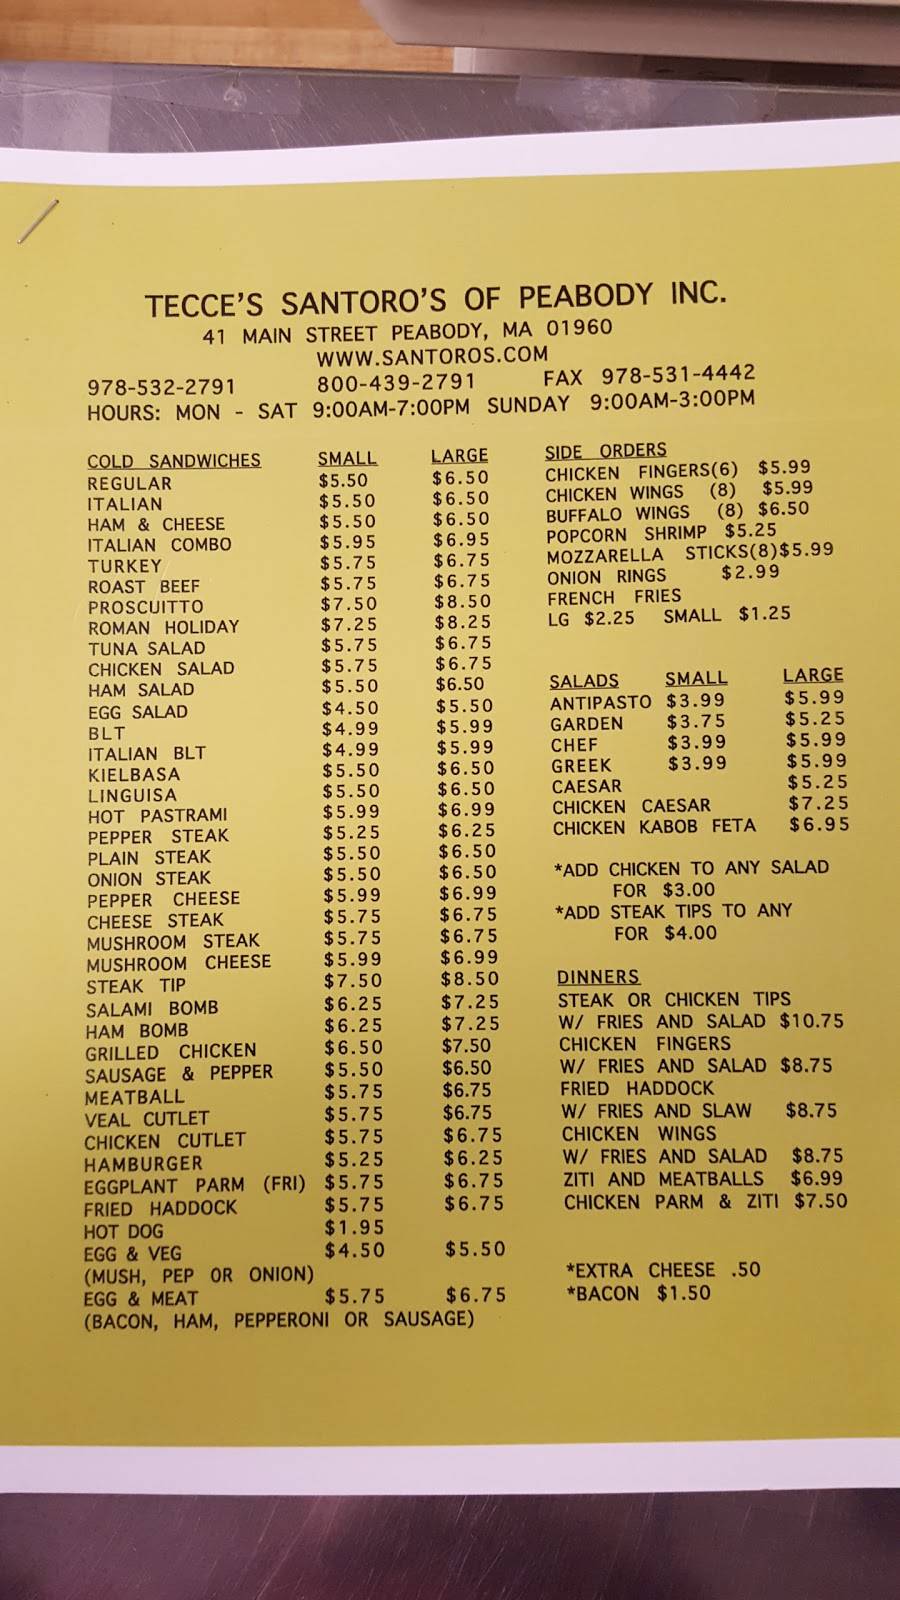 TECCE'S SANTORO'S OF PEABODY INC.
41 MAIN STREET PEABODY, MA 01960
WWW.SANTOROS.COM
978-532-2791 800-439-2791 FAX 978-531-4442
HOURS: MON - SAT 9:00AM-7:00PM SUNDAY 9:00AM-3:00PM
COLD SANDWICHES SMALL LARGE
REGULAR $5.50 $6.50
ITALIAN $5.50 $6.50
HAM & CHEESE $5.50 $6.50
ITALIAN COMBO $5.95 $6.95
TURKEY $5.75 $6.75
ROAST BEEF $5.75 $6.75
PROSCUITTO $7.50 $8.50
ROMAN HOLIDAY $7.25 $8.25
TUNA SALAD $5.75 $6.75
CHICKEN SALAD $5.75 $6.75
HAM SALAD $5.50 $6.50
EGG SALAD $4.50 $5.50
BLT $4.99 $5.99
ITALIAN BLT $4.99 $5.99
KIELBASA $5.50 $6.50
LINGUISA $5.50 $6.50
HOT PASTRAMI $5.99 $6.99
PEPPER STEAK $5.25 $6.25
PLAIN STEAK $5.50 $6.50
ONION STEAK $5.50 $6.50
PEPPER CHEESE $5.99 $6.99
CHEESE STEAK $5.75 $6.75
MUSHROOM STEAK $5.75 $6.75
MUSHROOM CHEESE $5.99 $6.99
STEAK TIP $7.50 $8.50
SALAMI BOMB $6.25 $7.25
HAM BOMB $6.25 $7.25
GRILLED CHICKEN $6.50 $7.50
SAUSAGE & PEPPER $5.50 $6.50
MEATBALL $5.75 $6.75
VEAL CUTLET $5.75 $6.75
CHICKEN CUTLET $5.75 $6.75
HAMBURGER $5.25 $6.25
EGGPLANT PARM (FRI) $5.75 $6.75
FRIED HADDOCK $5.75 $6.75
HOT DOG $1.95
EGG & VEG $4.50 $5.50
(MUSH, PEP OR ONION)
EGG & MEAT $5.75 $6.75
(BACON, HAM, PEPPERONI OR SAUSAGE)
SIDE ORDERS
CHICKEN FINGERS(6) $5.99
CHICKEN WINGS (8) $5.99
BUFFALO WINGS (8) $6.50
POPCORN SHRIMP $5.25
MOZZARELLA STICKS(8)$5.99
ONION RINGS $2.99
FRENCH FRIES
LG $2.25 SMALL $1.25
SALADS SMALL LARGE
ANTIPASTO $3.99 $5.99
GARDEN $3.75 $5.25
CHEF $3.99 $5.99
GREEK $3.99 $5.99
CAESAR $5.25
CHICKEN CAESAR $7.25
CHICKEN KABOB FETA $6.95
*ADD CHICKEN TO ANY SALAD
FOR $3.00
*ADD STEAK TIPS TO ANY
FOR $4.00
DINNERS
STEAK OR CHICKEN TIPS
W/ FRIES AND SALAD $10.75
CHICKEN FINGERS
W/ FRIES AND SALAD $8.75
FRIED HADDOCK
W/ FRIES AND SLAW $8.75
CHICKEN WINGS
W/ FRIES AND SALAD $8.75
ZITI AND MEATBALLS $6.99
CHICKEN PARM & ZITI $7.50
*EXTRA CHEESE .50
*BACON $1.50